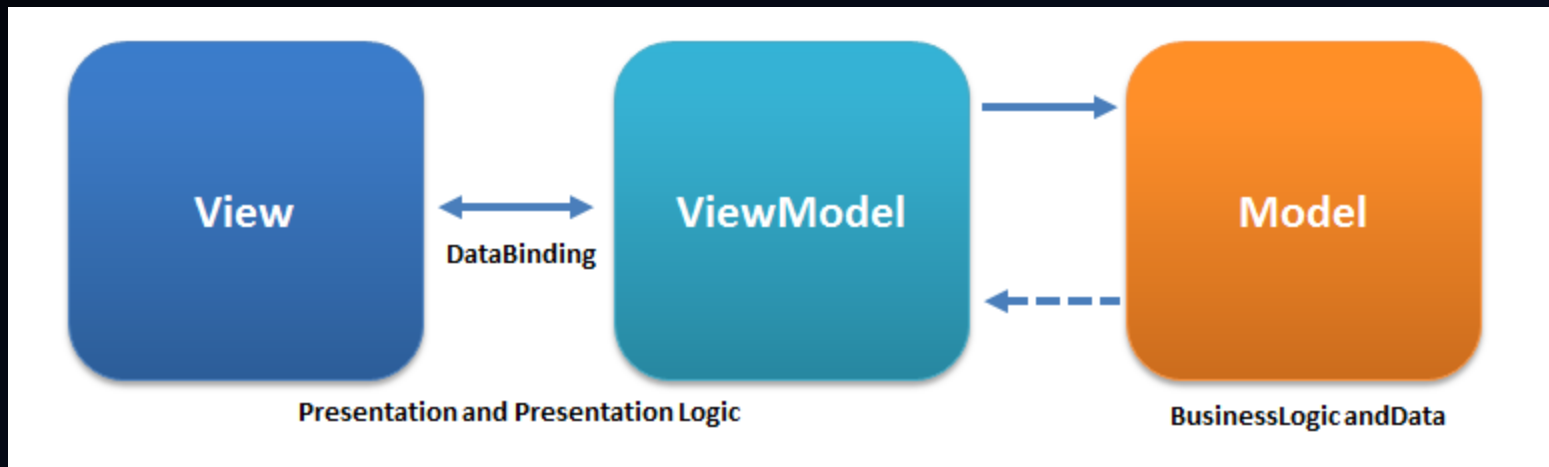 View
ViewModel
Model
DataBinding
Presentation and Presentation Logic
BusinessLogic andData